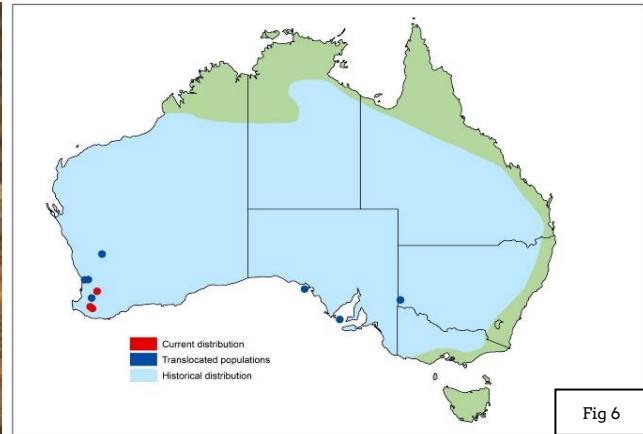 Current distribution
Translocated populations
Historical distribution
Fig 6